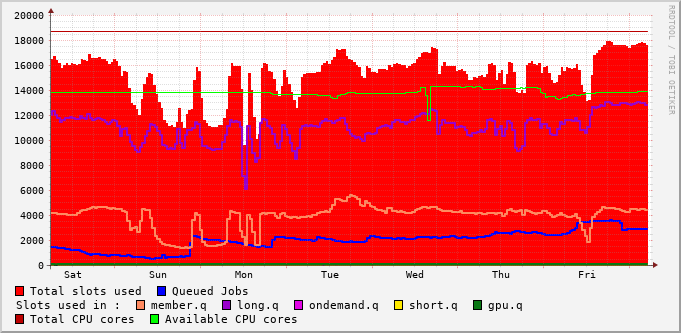 20000
18000
16000
14000
12000
10000
8000
6000
4000
2000
0
Sat Sun Mon Tue Wed Thu Fri
RRDTOOL / TOBI OETIKER
Total slots used Queued Jobs
Slots used in : member.q long.q ondemand.q short.q gpu.q
Total CPU cores Available CPU cores